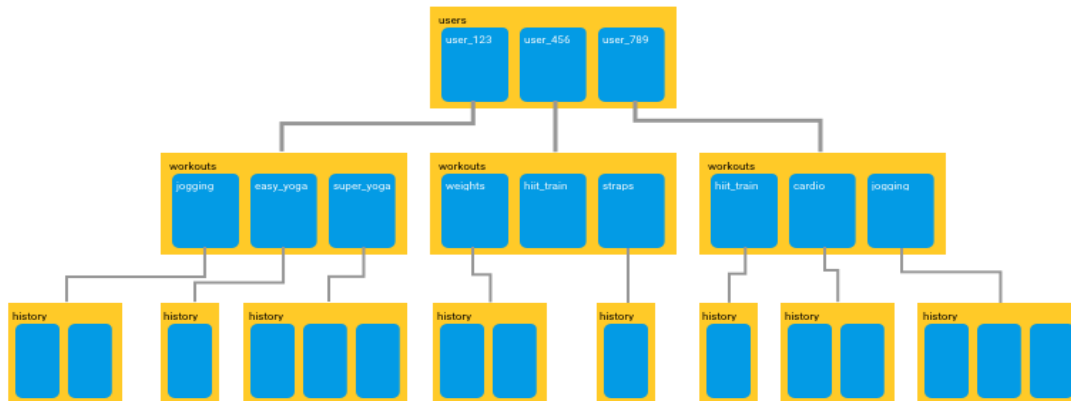 users
user_123 user_456 user_789
workouts workouts workouts
jogging easy_yoga super_yoga weights hiit_train straps hiit_train cardio jogging
history history history history history history history history